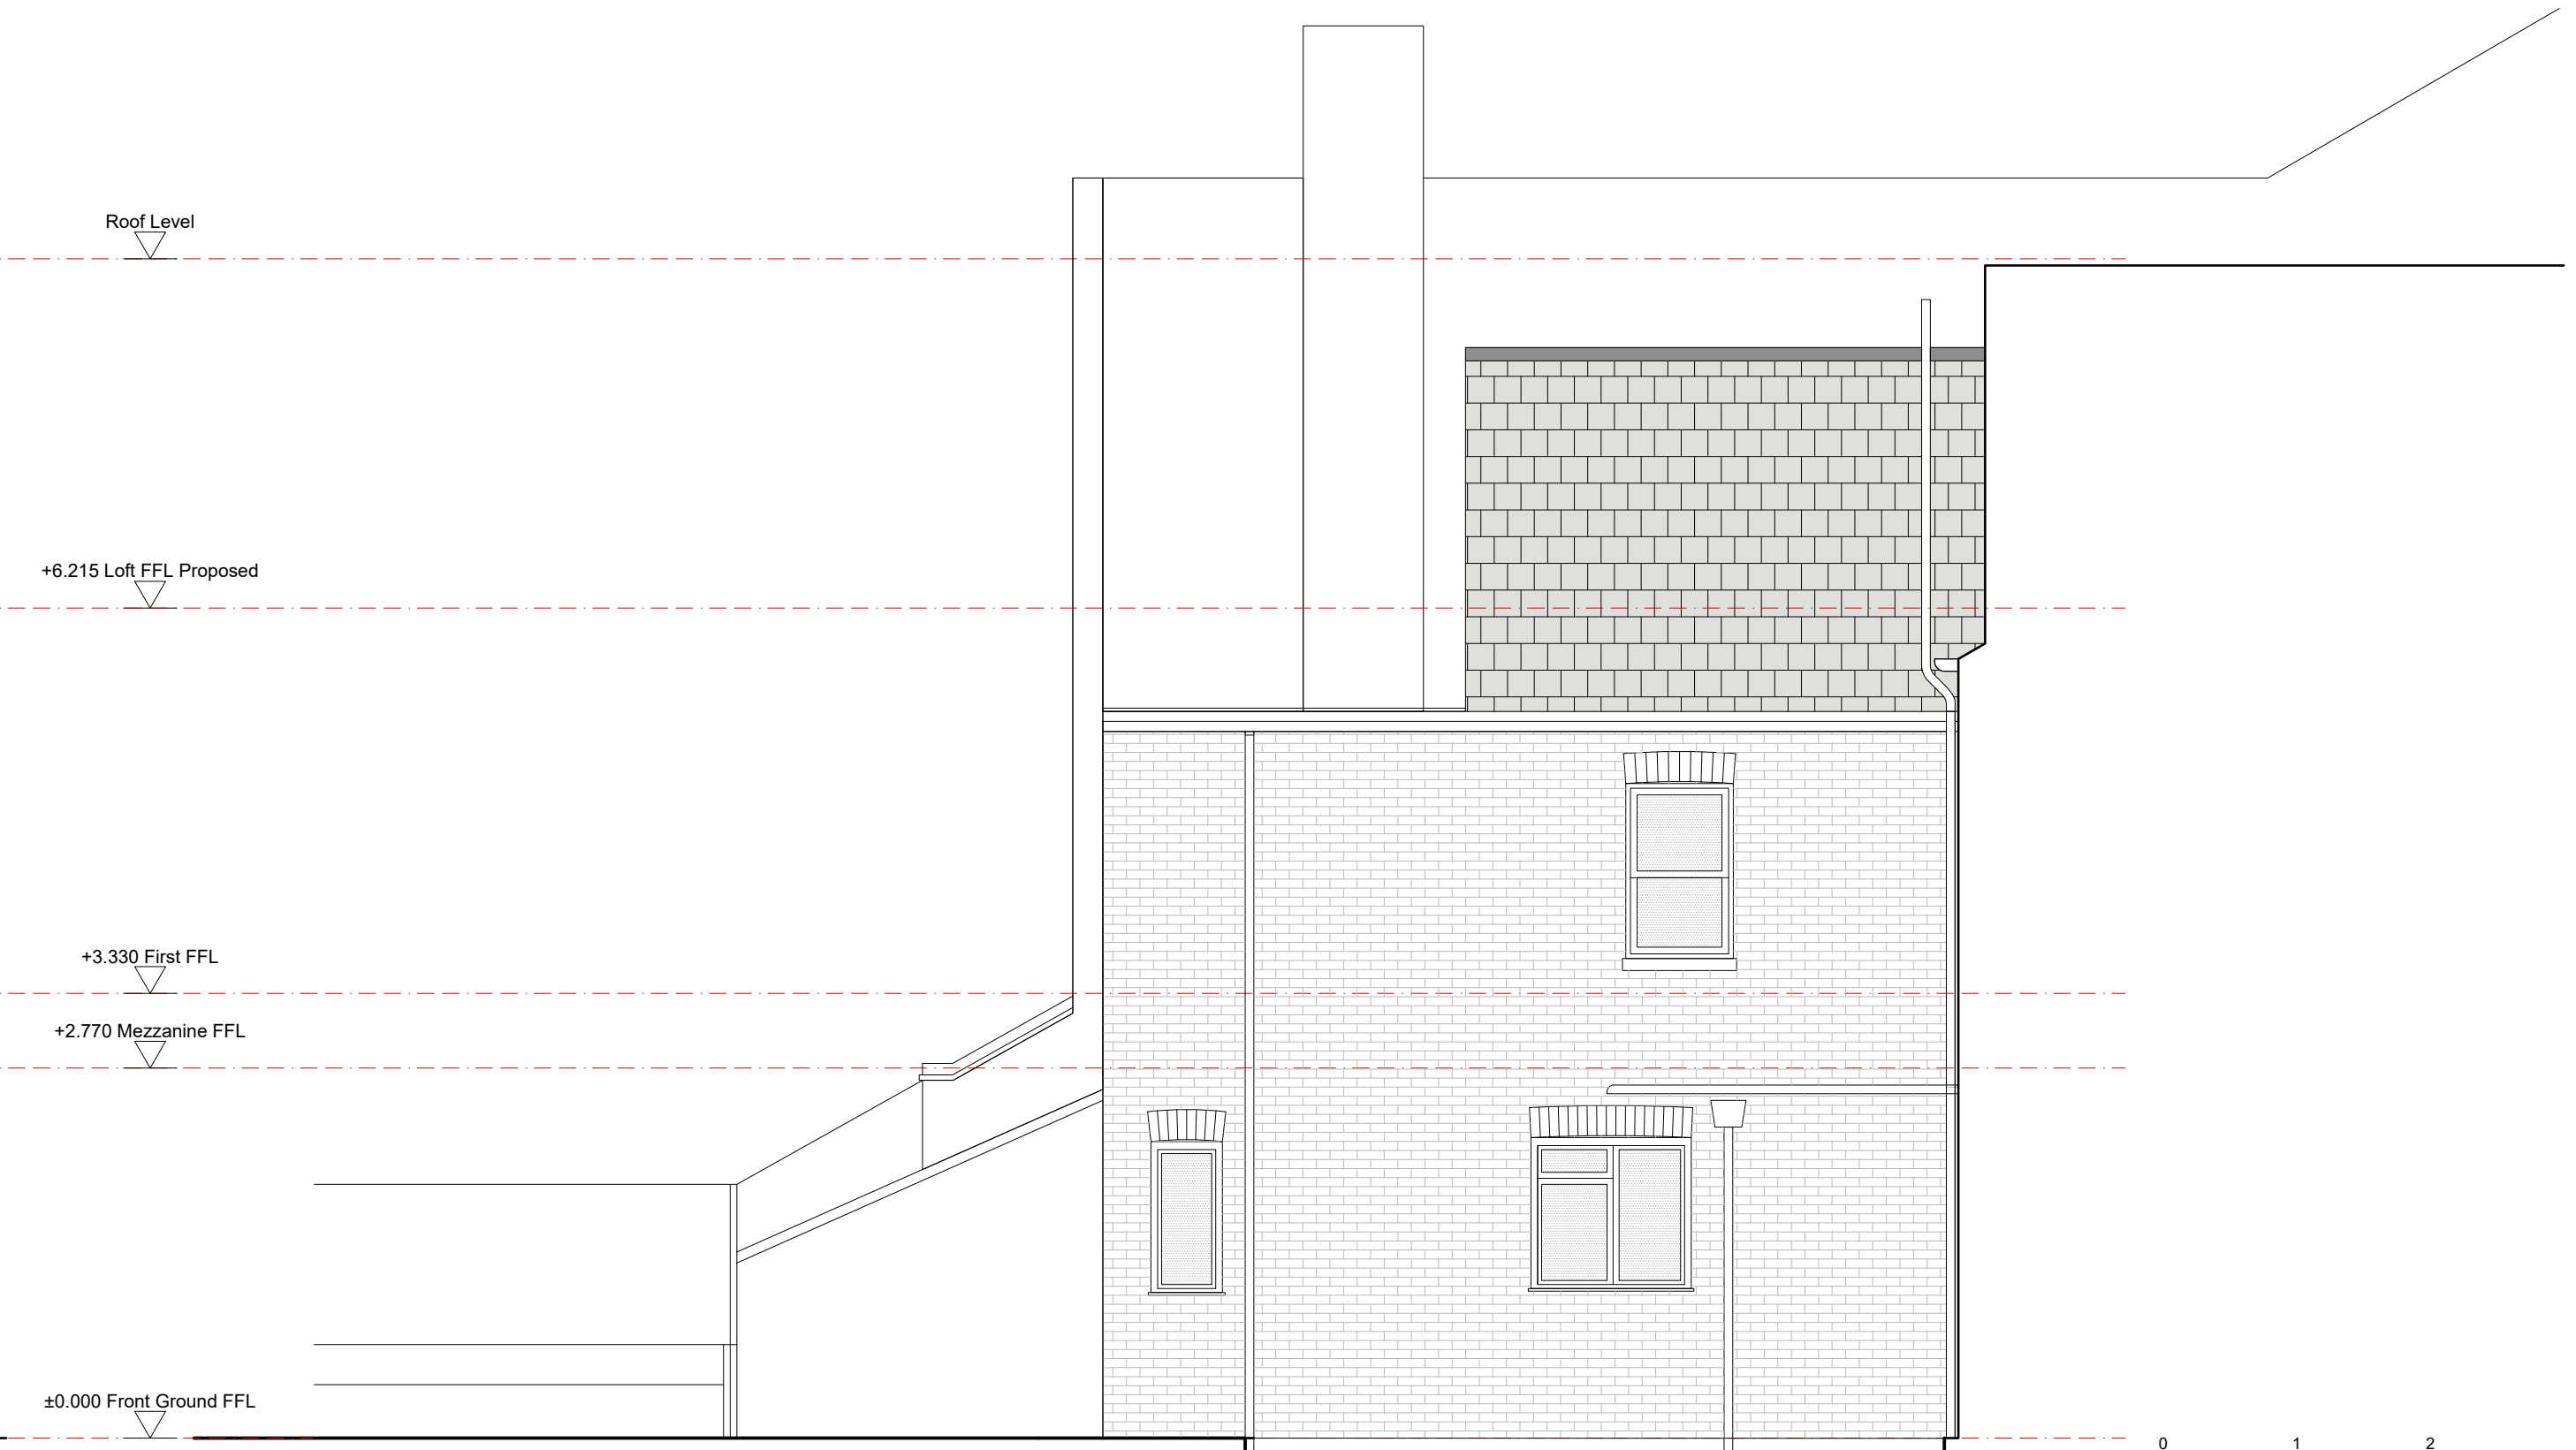 Roof Level
+6.215 Loft FFL Proposed
+3.330 First FFL
+2.770 Mezzanine FFL
±0.000 Front Ground FFL
0 1 2